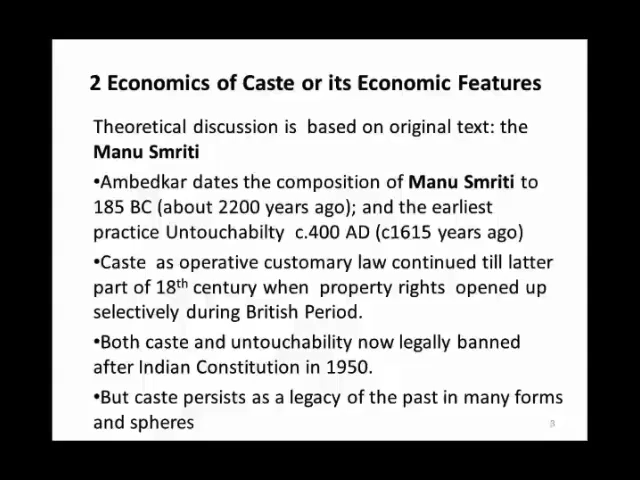 2 Economics of Caste or its Economic Features
Theoretical discussion is based on original text: the
Manu Smriti
•Ambedkar dates the composition of Manu Smriti to
185 BC (about 2200 years ago); and the earliest
practice Untouchabilty c.400 AD (c1615 years ago)
•Caste as operative customary law continued till latter
part of 18th century when property rights opened up
selectively during British Period.
•Both caste and untouchability now legally banned
after Indian Constitution in 1950.
•But caste persists as a legacy of the past in many forms
and spheres
3